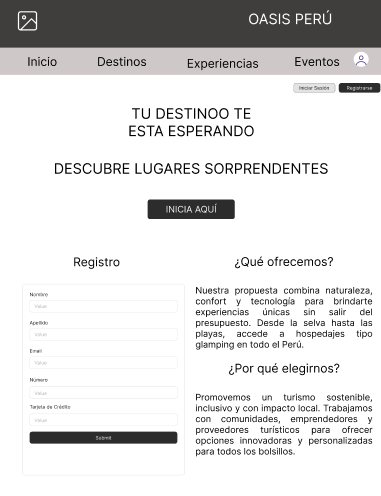 OASIS PERÚ
Inicio
Destinos
Experiencias
Eventos
Iniciar Sesión
Registrarse
TU DESTINOO TE
ESTA ESPERANDO
DESCUBRE LUGARES SORPRENDENTES
INICIA AQUÍ
Registro
Nombre
Value
Apellido
Value
Email
Value
Número
Value
Tarjeta de Crédito
Value
Submit
¿Qué ofrecemos?
Nuestra propuesta combina naturaleza,
confort y tecnología para brindarte
experiencias únicas sin salir del
presupuesto. Desde la selva hasta las
playas, accede a hospedajes tipo
glamping en todo el Perú.
¿Por qué elegirnos?
Promovemos un turismo sostenible,
inclusivo y con impacto local. Trabajamos
con comunidades, emprendedores y
proveedores turísticos para ofrecer
opciones innovadoras y personalizadas
para todos los bolsillos.